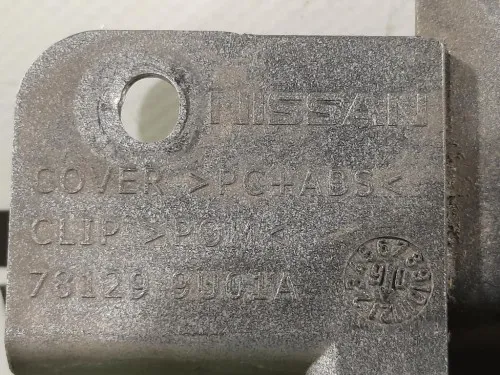 NISSAN
COVER >PC+ABS<
CLIP >POM<
78129 9U01A